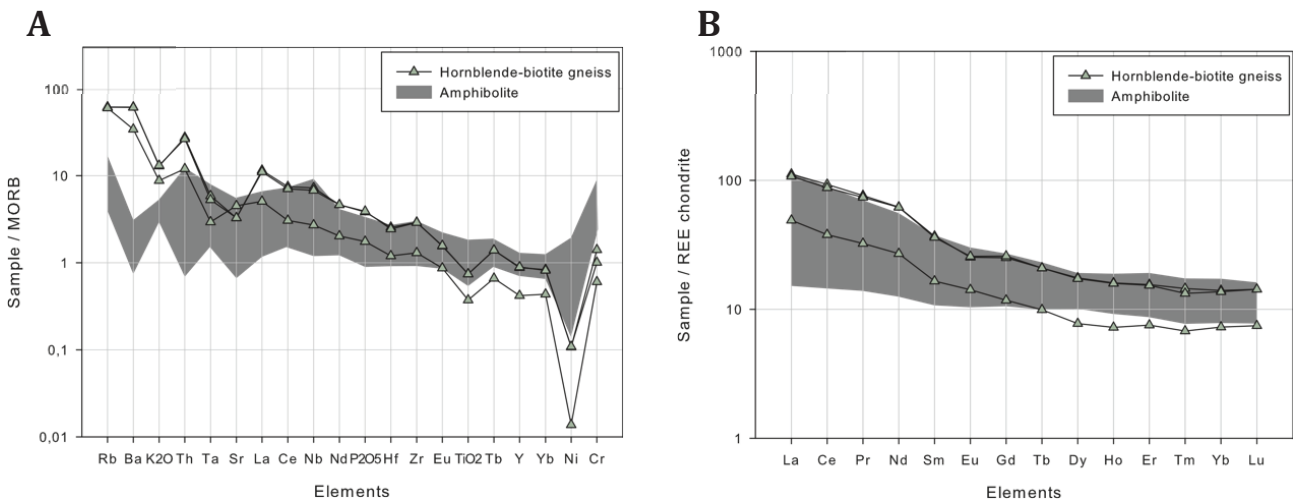 A
Hornblende-biotite gneiss
Amphibolite
100
10
1
0,1
0,01
Sample / MORB
Rb Ba K2O Th Ta Sr La Ce Nb Nd P2O5 Hf Zr Eu TiO2 Tb Y Yb Ni Cr
Elements
B
Hornblende-biotite gneiss
Amphibolite
1000
100
10
1
Sample / REE chondrite
La Ce Pr Nd Sm Eu Gd Tb Dy Ho Er Tm Yb Lu
Elements